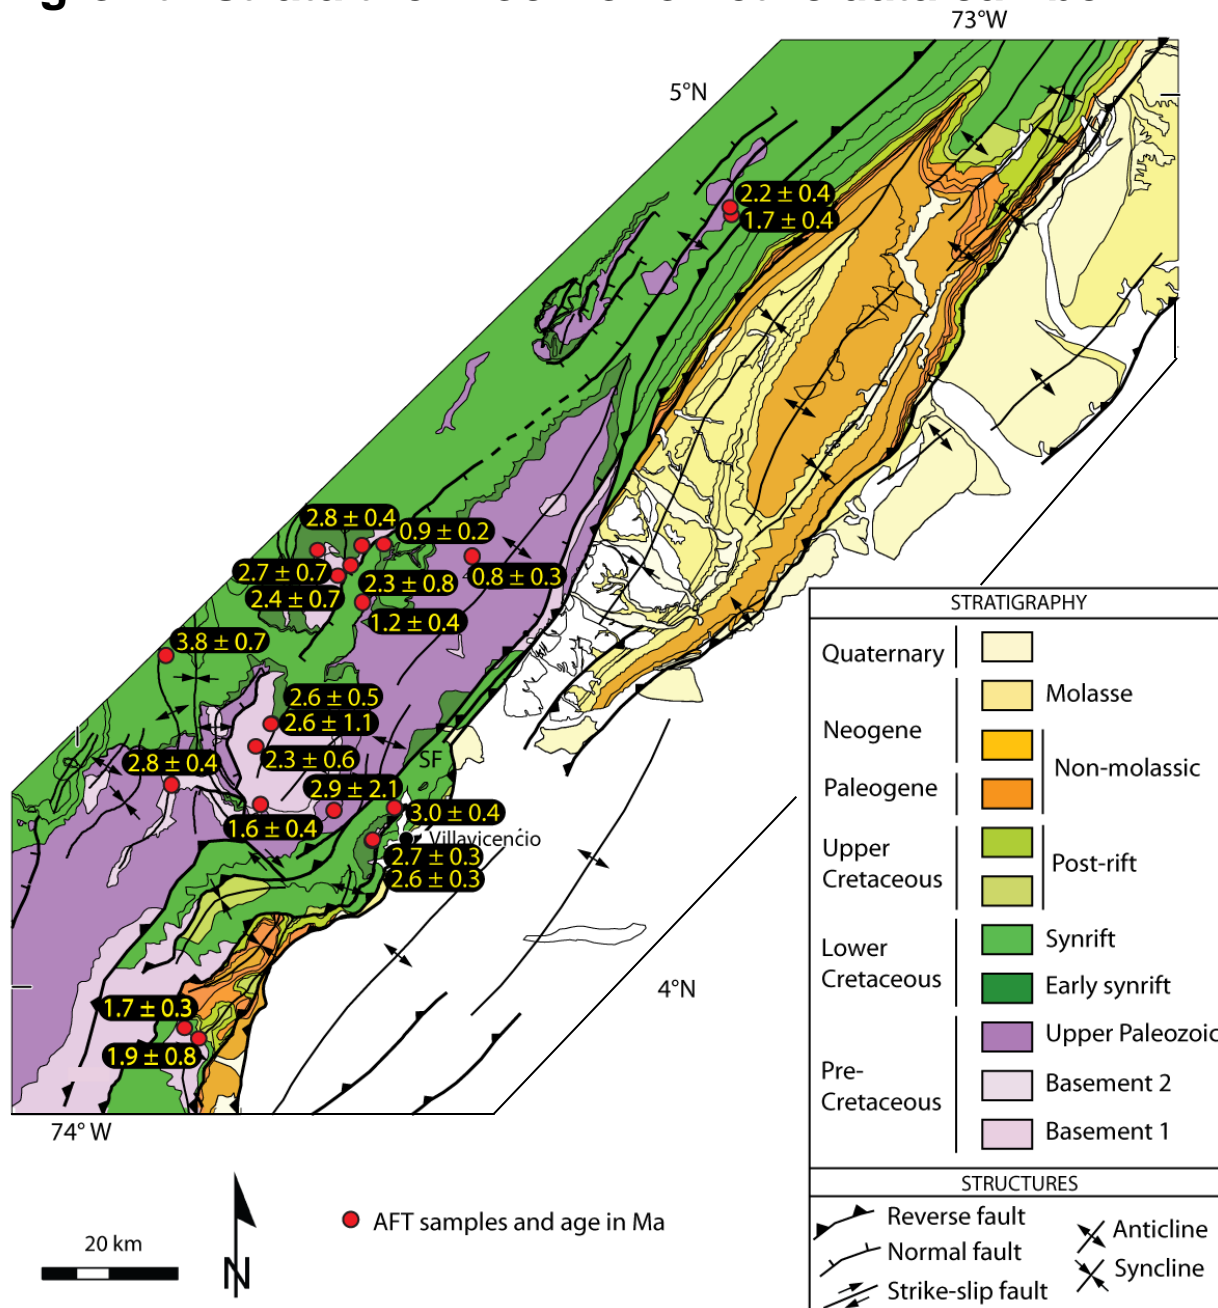 73°W
5°N
2.2 ± 0.4
1.7 ± 0.4
2.8 ± 0.4
0.9 ± 0.2
2.7 ± 0.7
0.8 ± 0.3
2.3 ± 0.8
2.4 ± 0.7
1.2 ± 0.4
3.8 ± 0.7
2.6 ± 0.5
2.6 ± 1.1
2.3 ± 0.6
SF
2.8 ± 0.4
2.9 ± 2.1
3.0 ± 0.4
1.6 ± 0.4
Villavicencio
2.7 ± 0.3
2.6 ± 0.3
4°N
1.7 ± 0.3
1.9 ± 0.8
74° W
STRATIGRAPHY
Quaternary
Molasse
Neogene
Non-molassic
Paleogene
Upper
Cretaceous
Post-rift
Lower
Cretaceous
Synrift
Early synrift
Upper Paleozoic
Pre-
Cretaceous
Basement 2
Basement 1
STRUCTURES
Reverse fault
Anticline
Normal fault
Syncline
Strike-slip fault
AFT samples and age in Ma
20 km
N